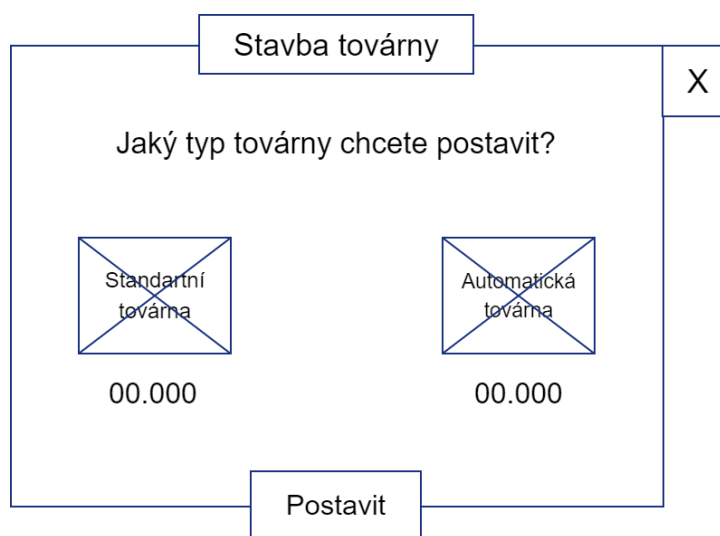 Stavba továrny
X
Jaký typ továrny chcete postavit?
Standartní
továrna
Automatická
továrna
00.000
00.000
Postavit